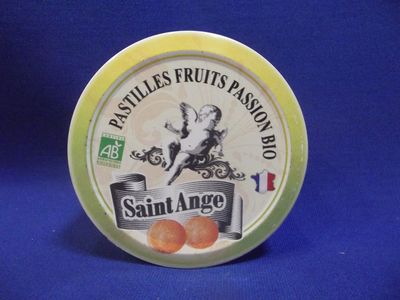 PASTILLES FRUITS PASSION BIO
AB
Saint Ange